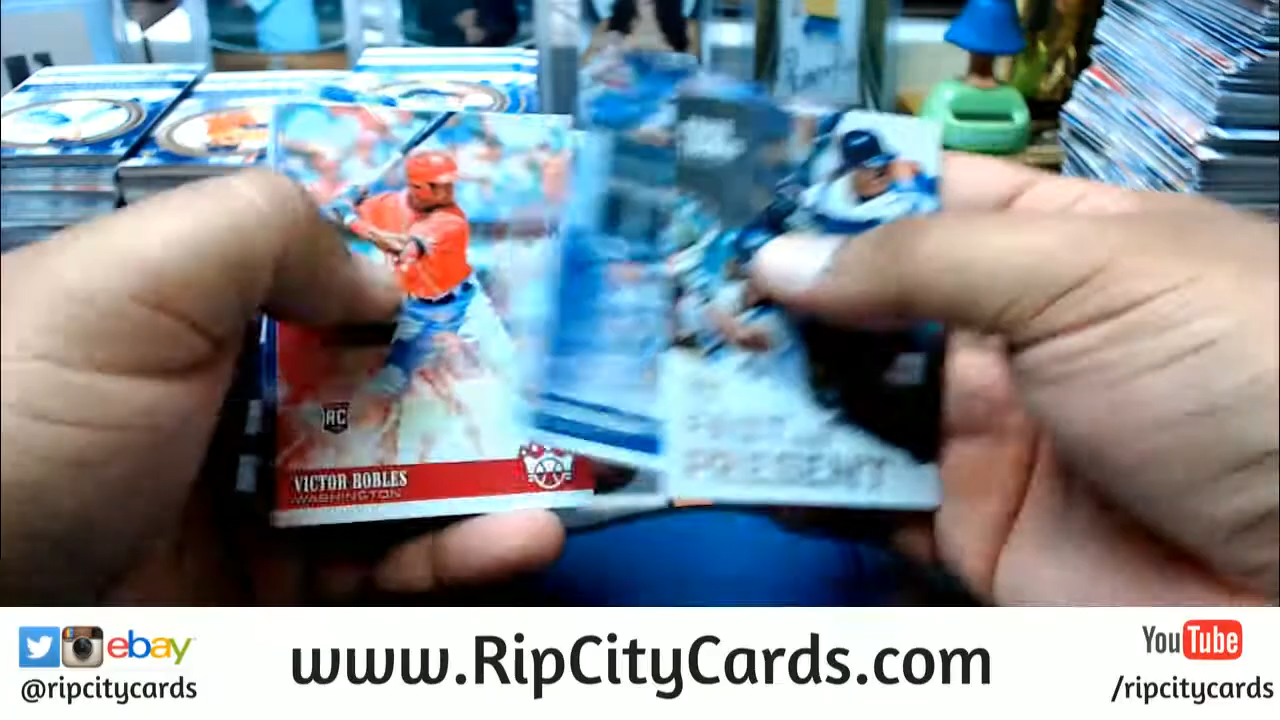 RC
VICTOR ROBLES
WASHINGTON
PRESENT
ebay
www.RipCityCards.com
YouTube
@ripcitycards
/ripcitycards